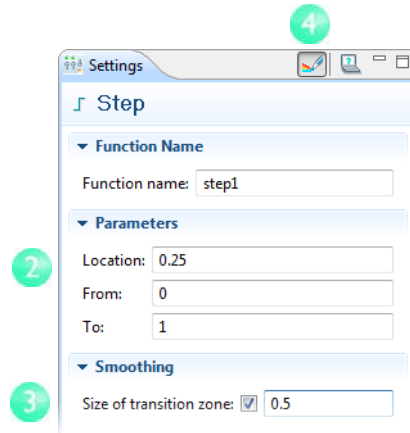 4
Settings
Step
Function Name
Function name: step1
Parameters
2
Location: 0.25
From: 0
To: 1
Smoothing
3
Size of transition zone: 0.5